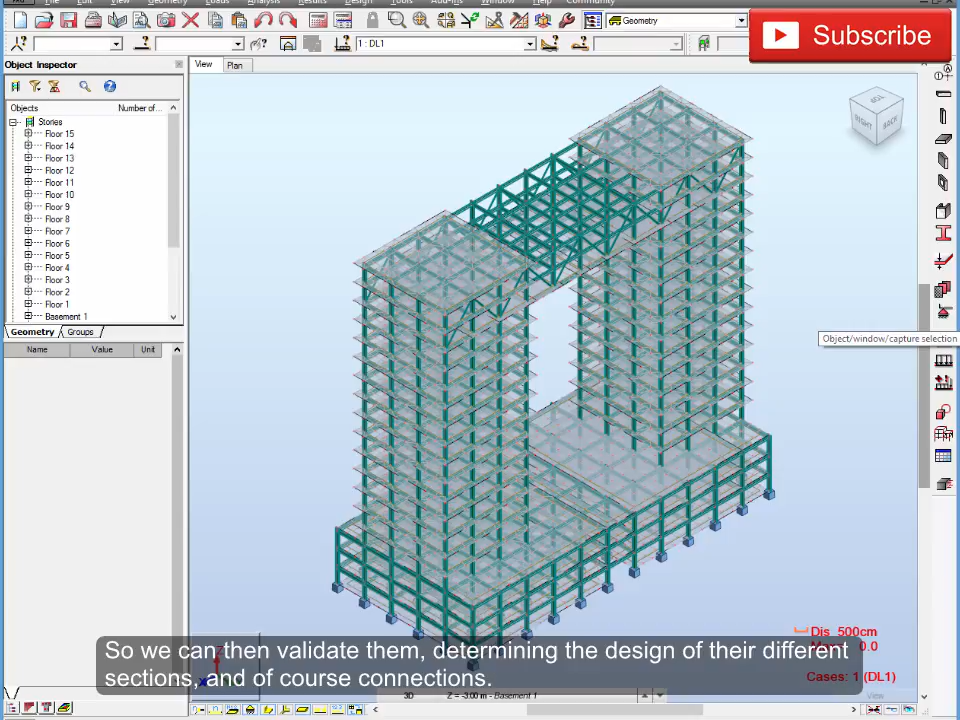 Geometry
Subscribe
1 : DL1
Object Inspector
View
Plan
Objects
Number of...
Stories
Floor 15
Floor 14
Floor 13
Floor 12
Floor 11
Floor 10
Floor 9
Floor 8
Floor 7
Floor 6
Floor 5
Floor 4
Floor 3
Floor 2
Floor 1
Basement 1
Geometry
Groups
Name
Value
Unit
TOP
RIGHT
BACK
Object/window/capture selection
Dis 500cm
0.0
Cases: 1 (DL1)
So we can then validate them, determining the design of their different
sections, and of course connections.
3D
Z = -3.00 m - Basement 1
View